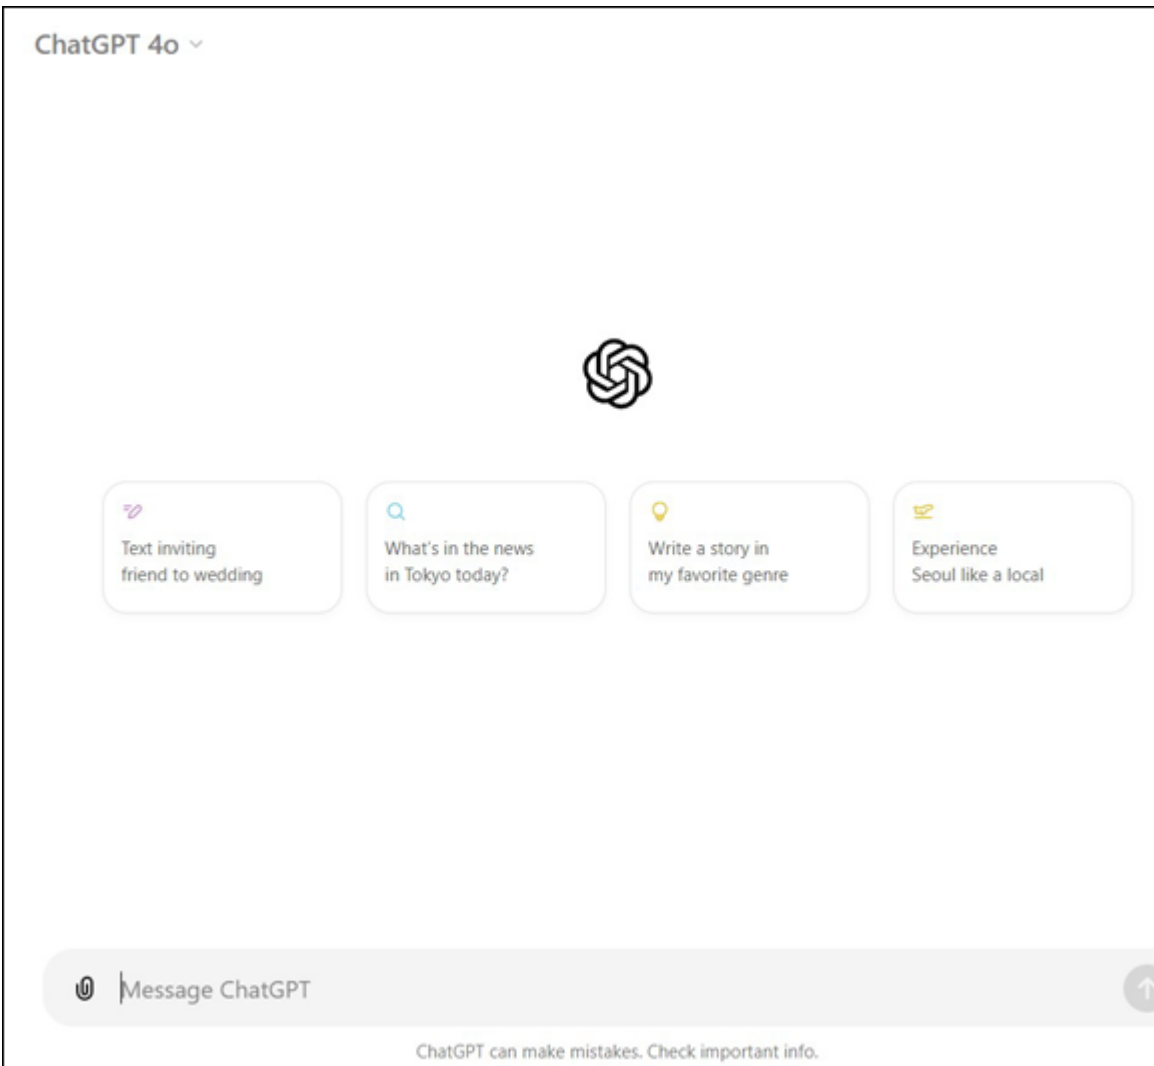 ChatGPT 4o
Text inviting
friend to wedding
What's in the news
in Tokyo today?
Write a story in
my favorite genre
Experience
Seoul like a local
Message ChatGPT
ChatGPT can make mistakes. Check important info.